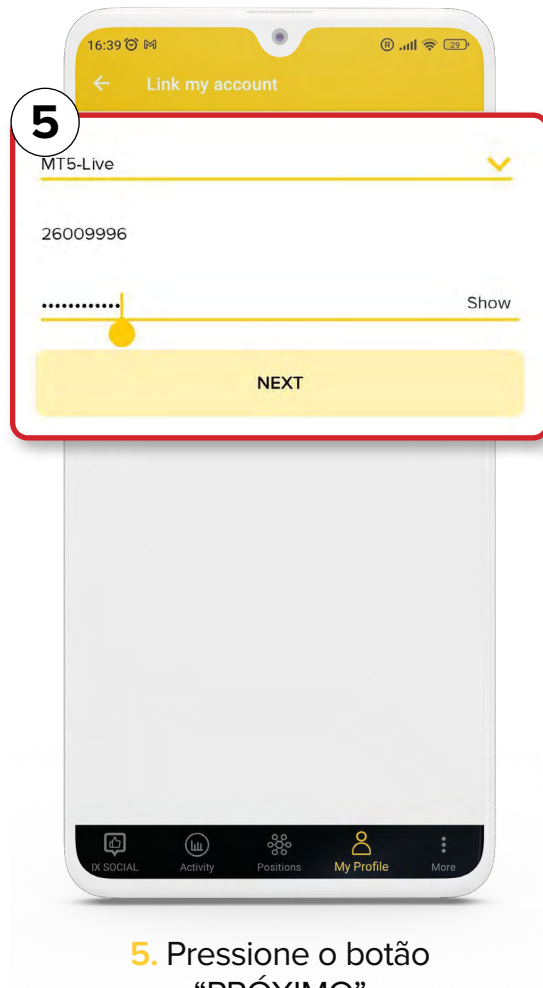 16:39
29
Link my account
5
MT5-Live
26009996
Show
NEXT
IX SOCIAL
Activity
Positions
My Profile
More
5. Pressione o botão
“PRÓXIMO”